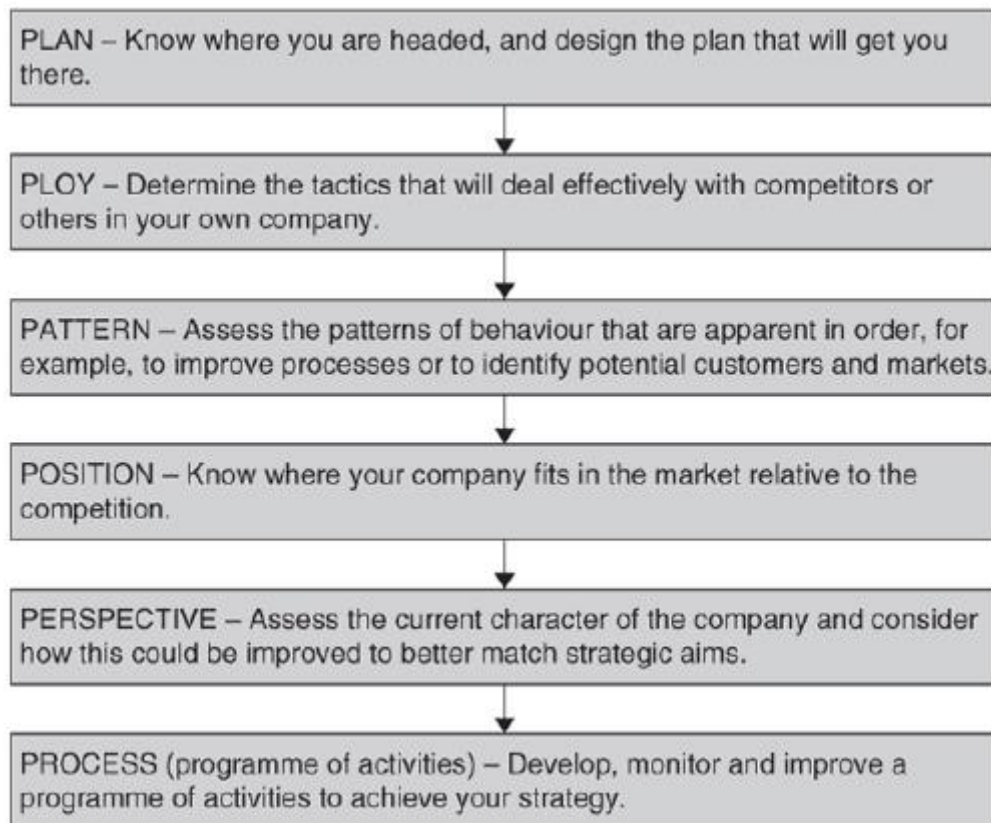 PLAN – Know where you are headed, and design the plan that will get you
there.
PLOY – Determine the tactics that will deal effectively with competitors or
others in your own company.
PATTERN – Assess the patterns of behaviour that are apparent in order, for
example, to improve processes or to identify potential customers and markets.
POSITION – Know where your company fits in the market relative to the
competition.
PERSPECTIVE – Assess the current character of the company and consider
how this could be improved to better match strategic aims.
PROCESS (programme of activities) – Develop, monitor and improve a
programme of activities to achieve your strategy.